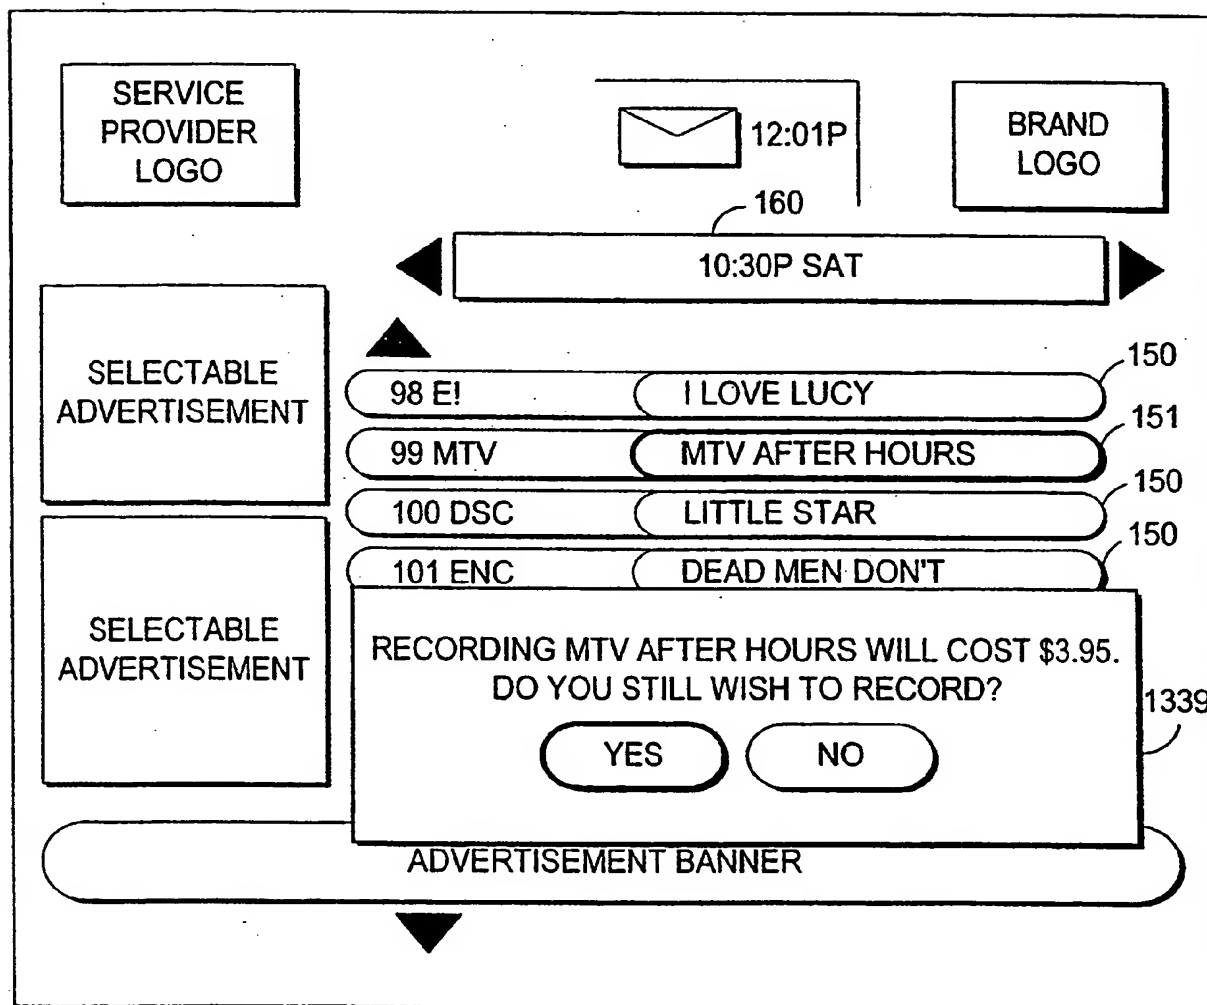 SERVICE
PROVIDER
LOGO
12:01P
BRAND
LOGO
160
10:30P SAT
SELECTABLE
ADVERTISEMENT
98 E! I LOVE LUCY
150
99 MTV MTV AFTER HOURS
151
100 DSC LITTLE STAR
150
101 ENC DEAD MEN DON'T
150
SELECTABLE
ADVERTISEMENT
RECORDING MTV AFTER HOURS WILL COST $3.95.
DO YOU STILL WISH TO RECORD?
YES NO
1339
ADVERTISEMENT BANNER